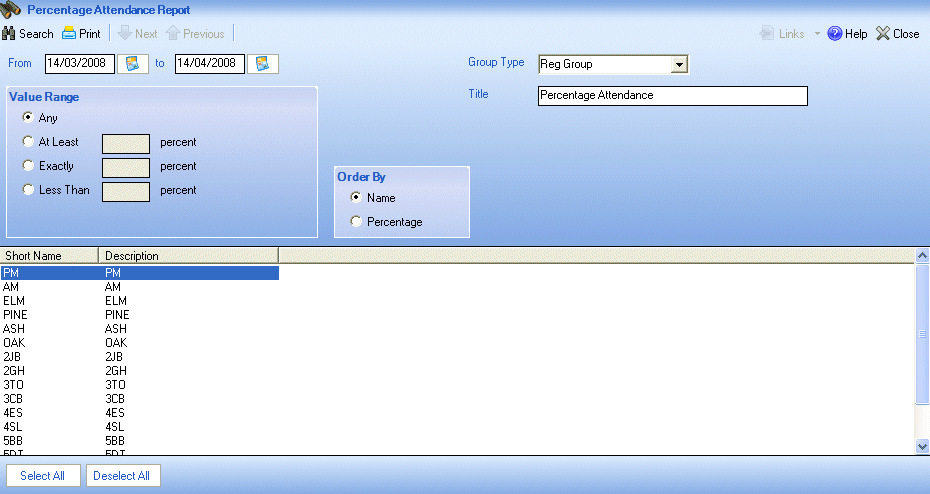 Percentage Attendance Report
Search Print Next Previous Links Help Close
From 14/03/2008 to 14/04/2008 Group Type Reg Group
Title Percentage Attendance
Value Range
Any
At Least percent
Exactly percent
Less Than percent
Order By
Name
Percentage
Short Name Description
PM PM
AM AM
ELM ELM
PINE PINE
ASH ASH
OAK OAK
2JB 2JB
2GH 2GH
3TO 3TO
3CB 3CB
4ES 4ES
4SL 4SL
5BB 5BB
5DT 5DT
Select All Deselect All